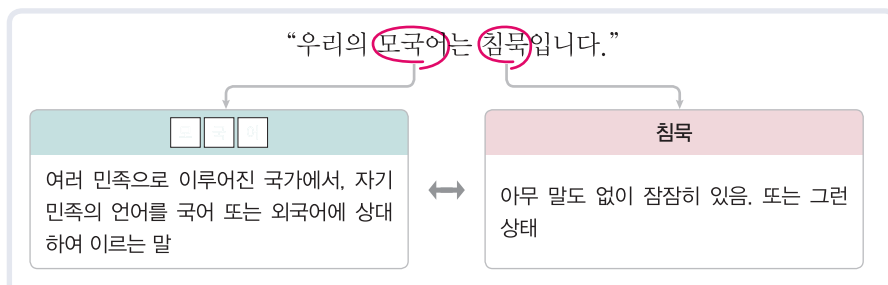 “우리의 모국어는 침묵입니다.”
국 어
침묵
여러 민족으로 이루어진 국가에서, 자기
민족의 언어를 국어 또는 외국어에 상대
하여 이르는 말
아무 말도 없이 잠잠히 있음. 또는 그런
상태